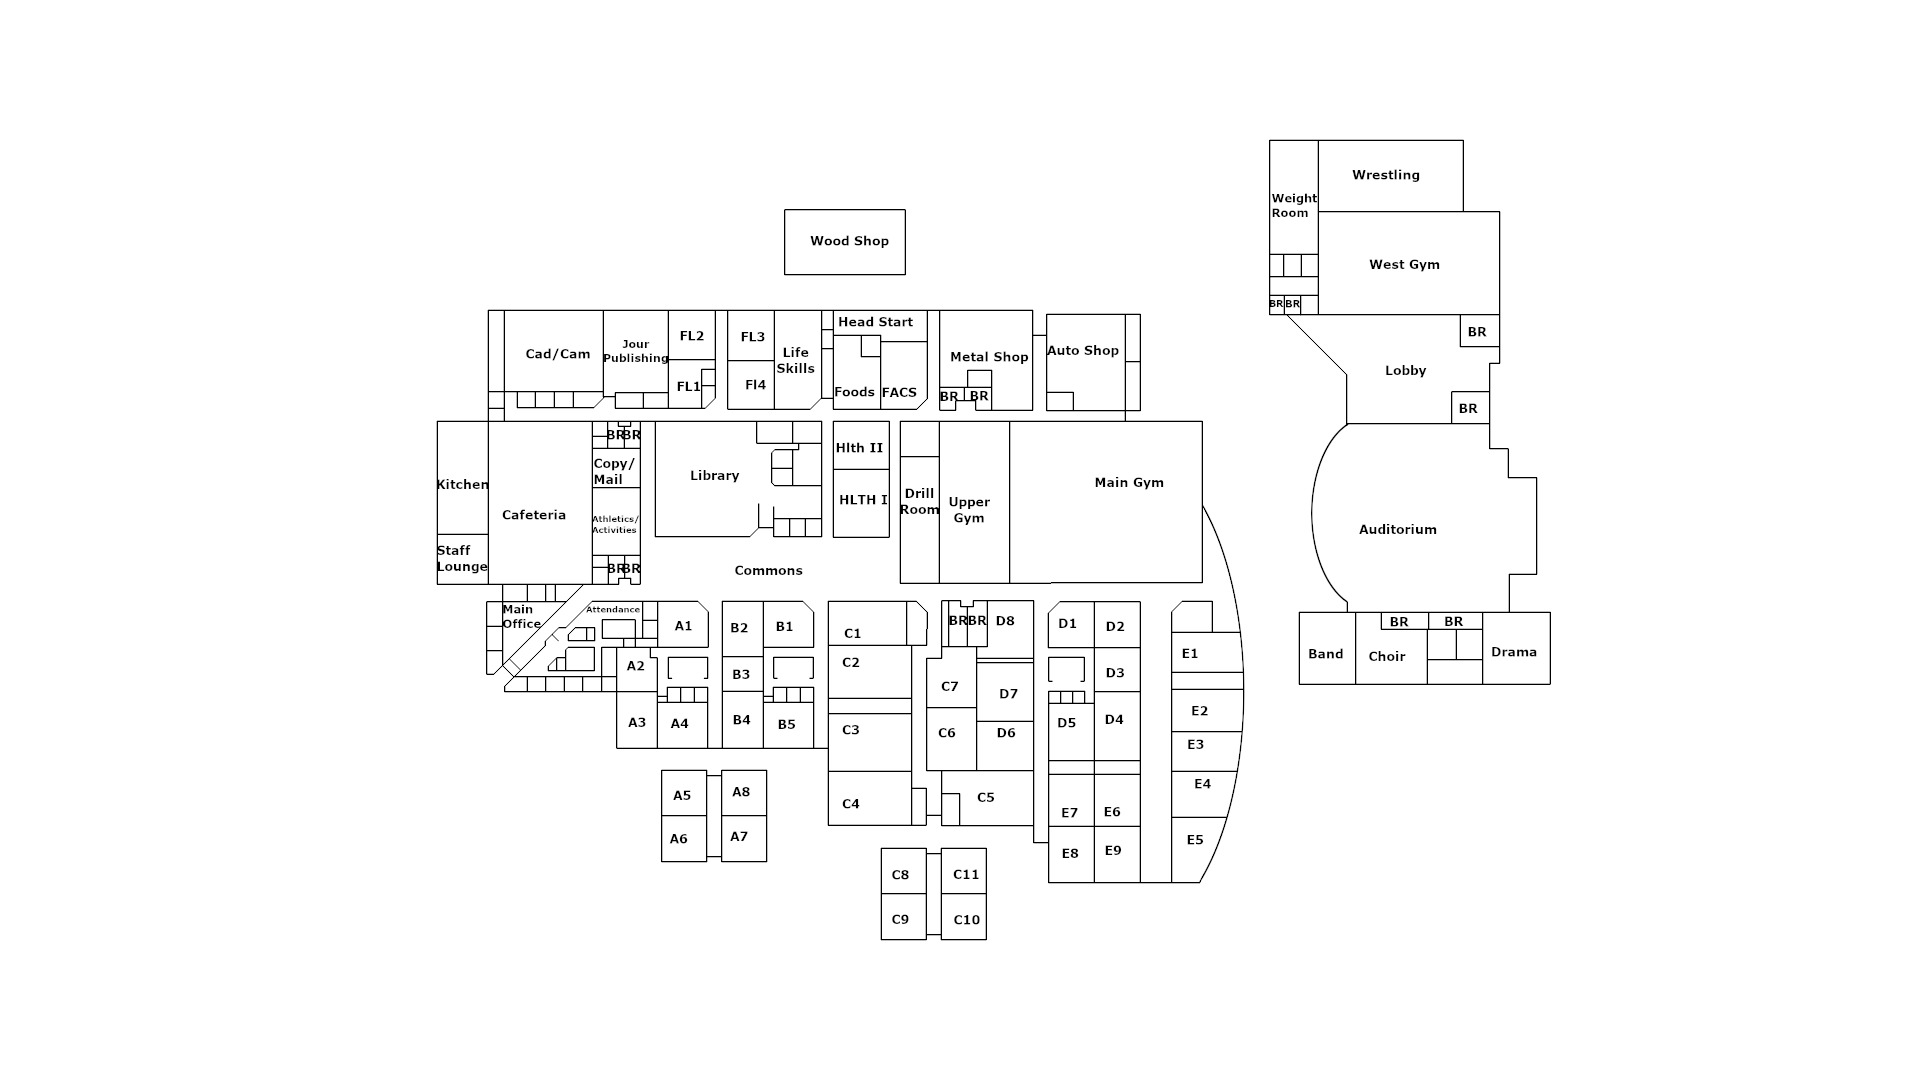 Wrestling
Weight
Room
Wood Shop
West Gym
BR BR
Head Start
FL2
FL3
BR
Jour
Publishing
Cad/Cam
Life
Skills
Metal Shop
Auto Shop
Lobby
FL1
Fl4
Foods
FACS
BR
BR
BR
BR
BR
Hlth II
Copy/
Mail
Library
Kitchen
Main Gym
Drill
Room
HLTH I
Upper
Gym
Cafeteria
Athletics/
Activities
Auditorium
Staff
Lounge
BR
BR
Commons
Main
Office
Attendance
A1
B2
B1
C1
BR
BR
D8
D1
D2
BR
BR
E1
Band
Choir
Drama
A2
B3
C2
C7
D7
D3
A3
A4
B4
B5
C3
C6
D6
D5
D4
E2
E3
A5
A8
C4
C5
E4
E7
E6
A6
A7
E8
E9
E5
C8
C11
C9
C10